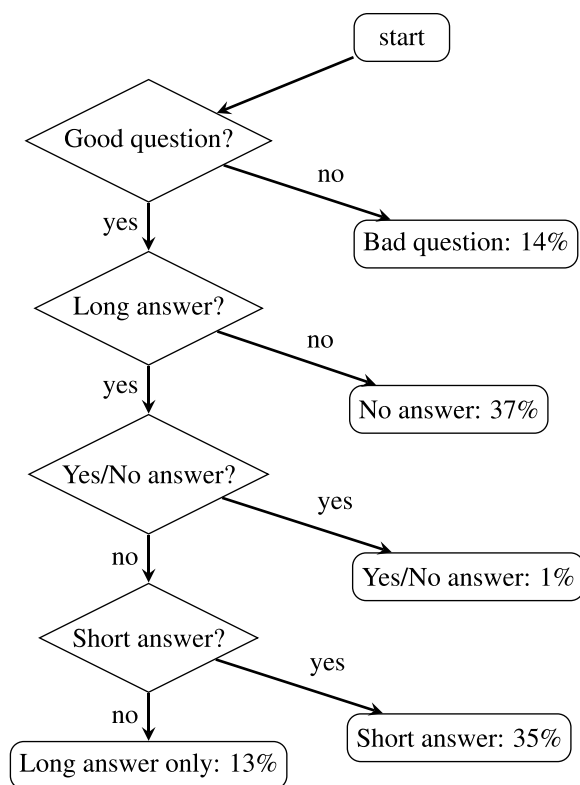 start
Good question?
no
yes
Bad question: 14%
Long answer?
no
yes
No answer: 37%
Yes/No answer?
yes
no
Yes/No answer: 1%
Short answer?
yes
no
Short answer: 35%
Long answer only: 13%